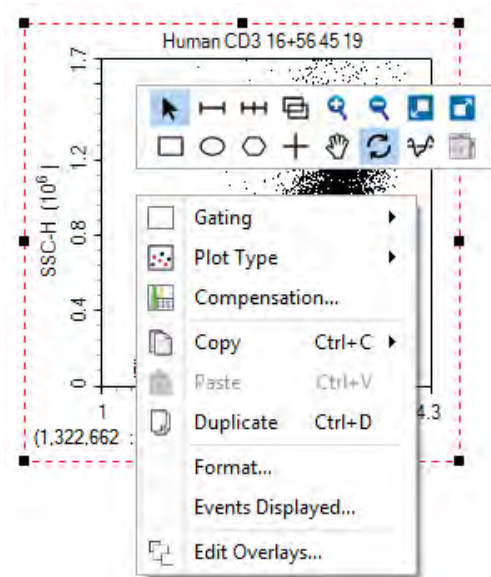 Human CD3 16+56 45 19
1.7
1.2
SSC-H (10⁶ )
0.8
0.4
0
1
4.3
(1,322,662 :
Gating
Plot Type
Compensation...
Copy Ctrl+C
Paste Ctrl+V
Duplicate Ctrl+D
Format...
Events Displayed...
Edit Overlays...